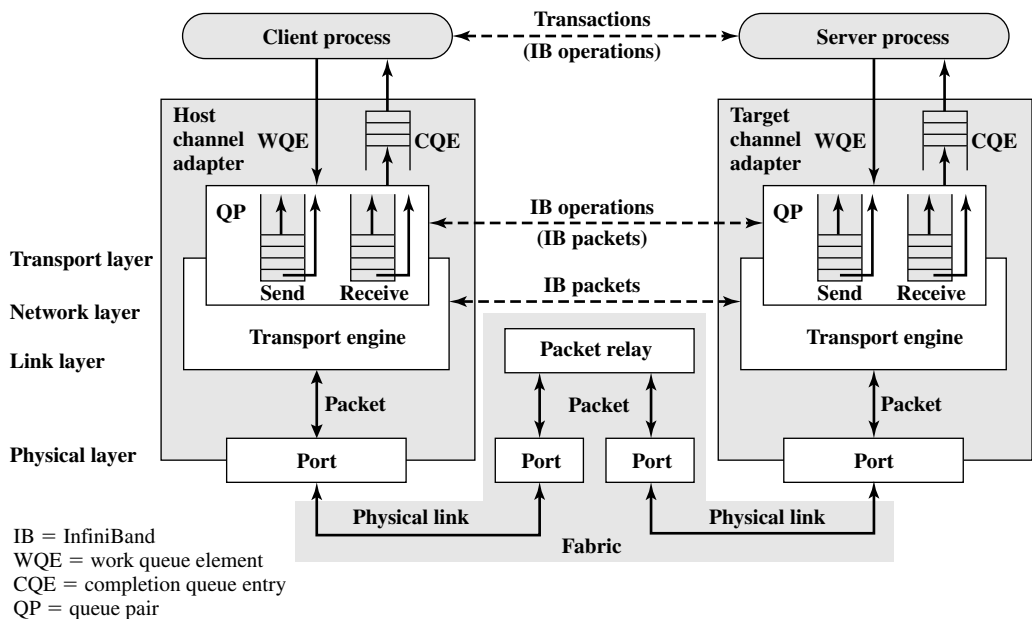 Client process
Transactions
(IB operations)
Server process
Host
channel
adapter
WQE
CQE
Target
channel
adapter
WQE
CQE
QP
Send
Receive
IB operations
(IB packets)
QP
Send
Receive
Transport layer
Network layer
Link layer
Physical layer
IB packets
Transport engine
Packet relay
Transport engine
Packet
Packet
Packet
Port
Port
Port
Port
Physical link
Physical link
Fabric
IB = InfiniBand
WQE = work queue element
CQE = completion queue entry
QP = queue pair